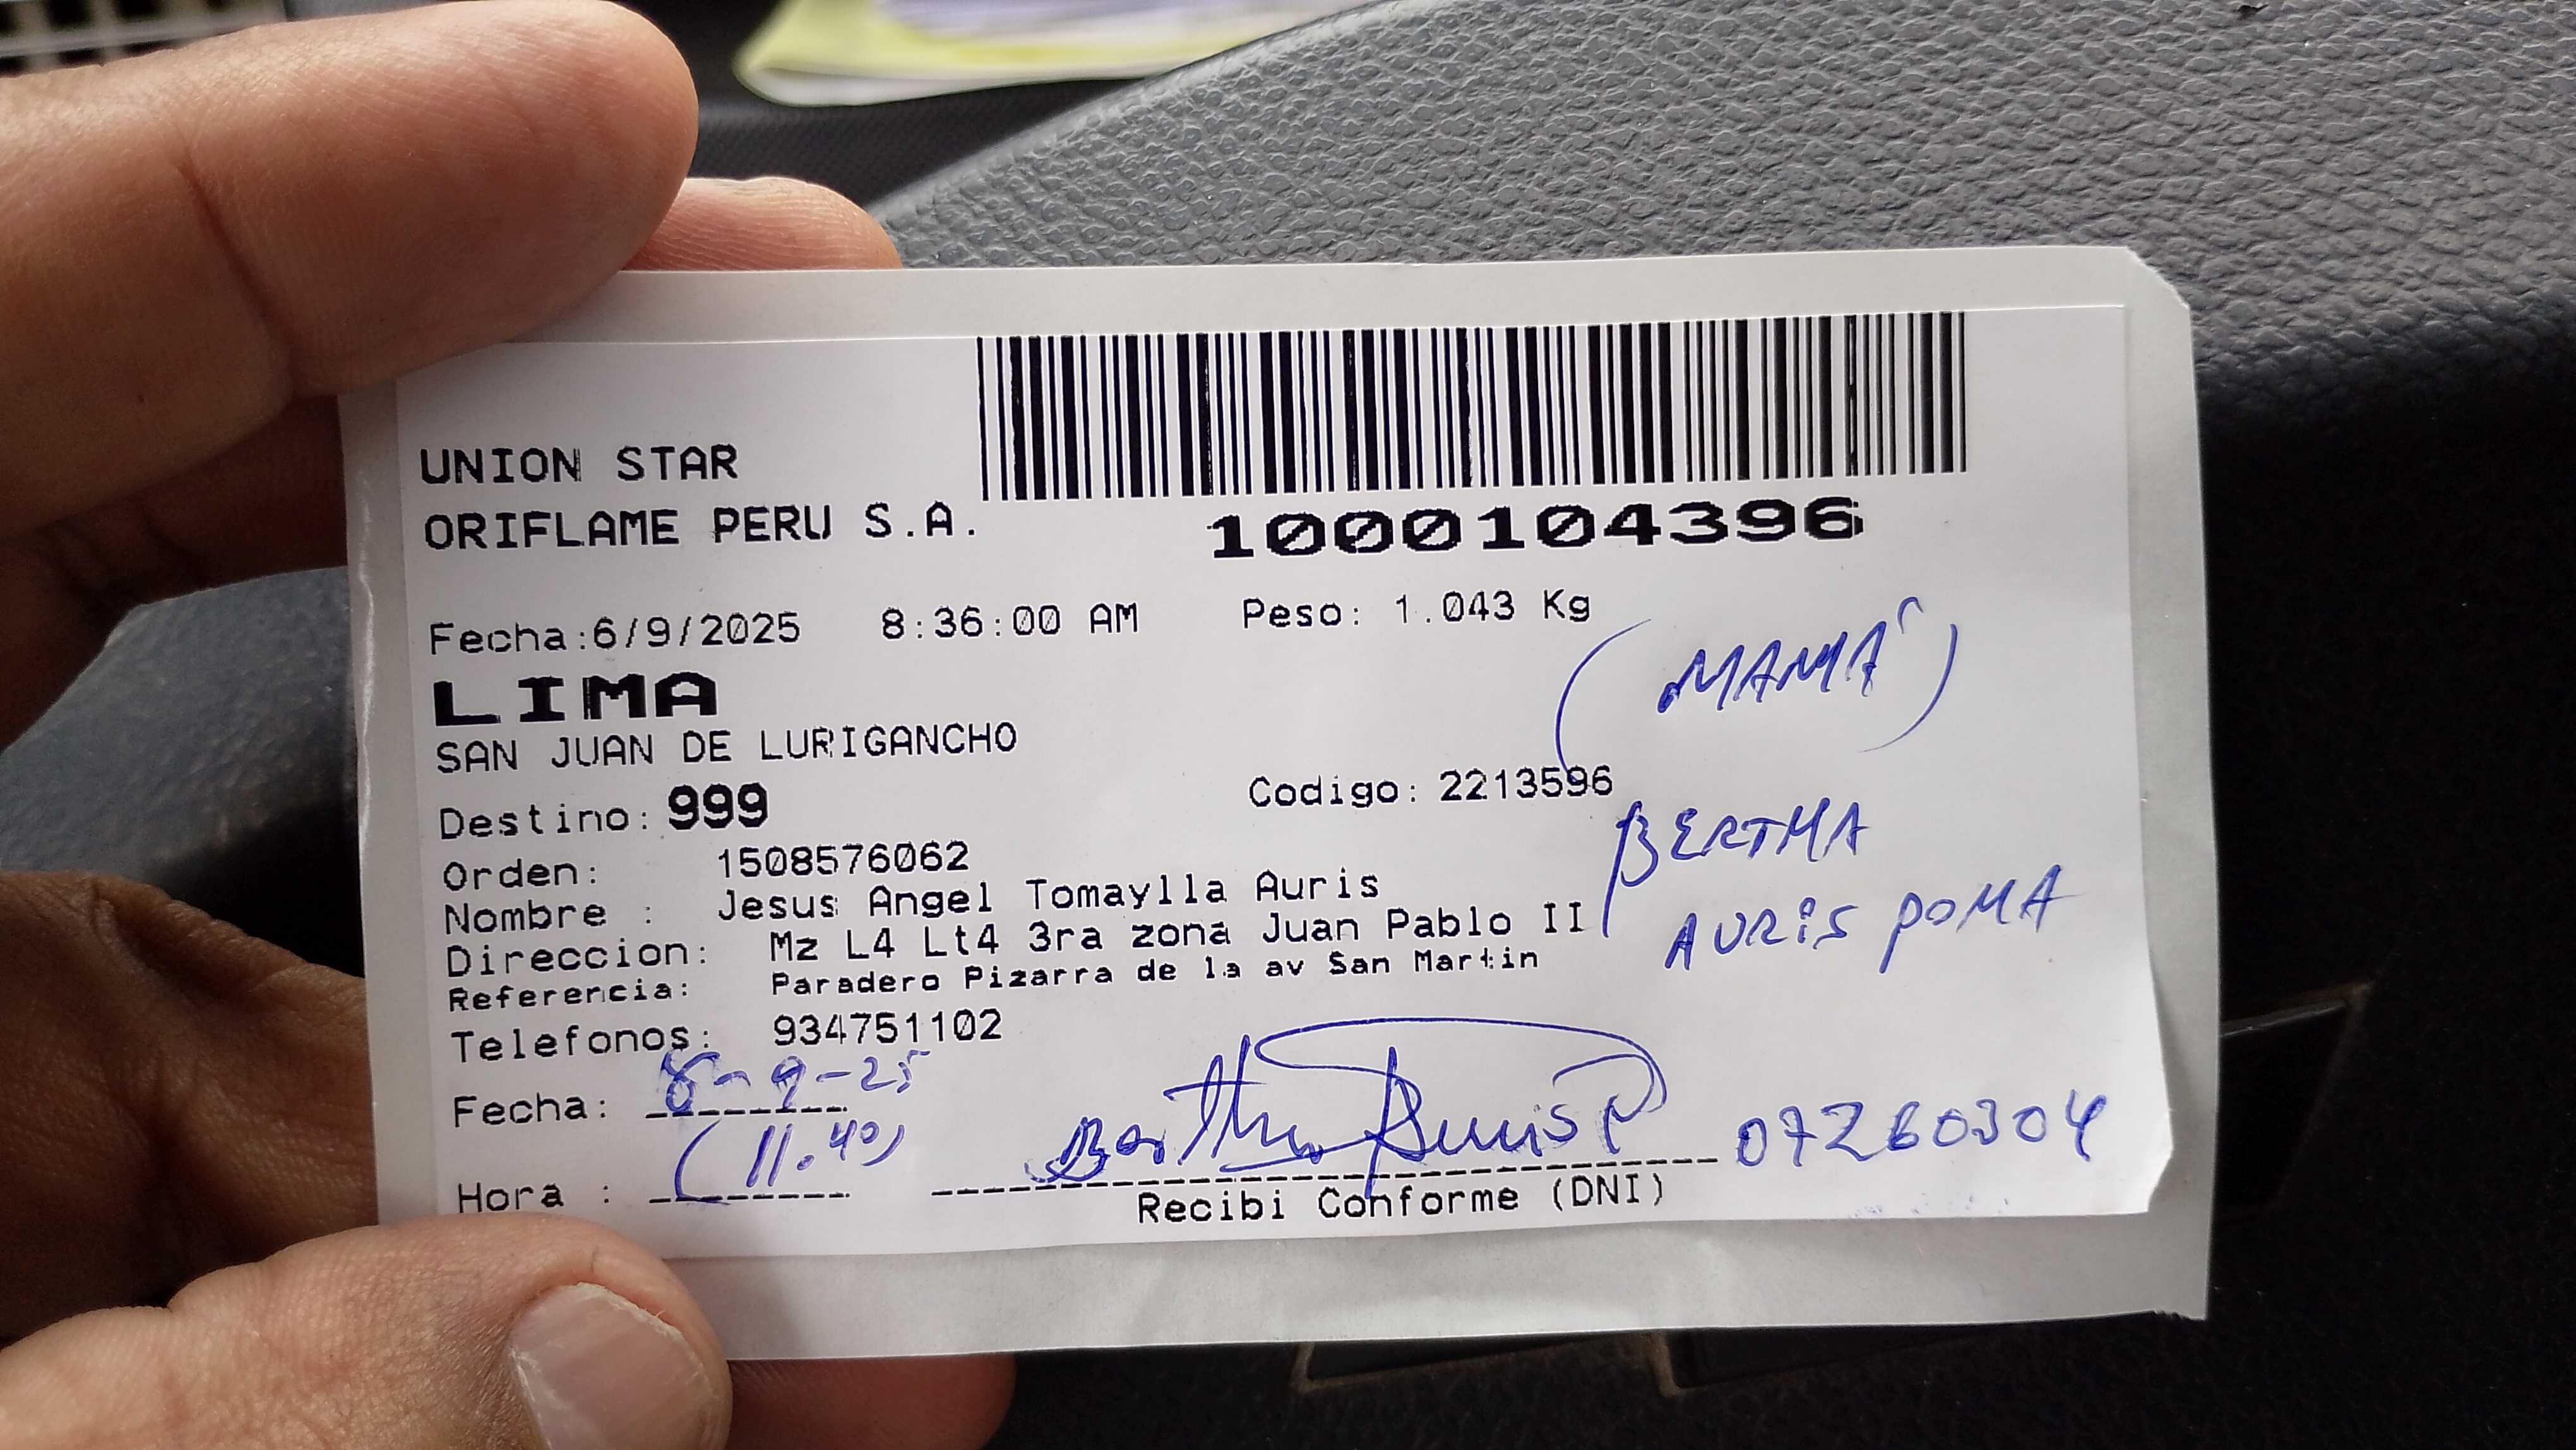 UNION STAR
ORIFLAME PERU S.A.
1000104396
Fecha:6/9/2025 8:36:00 AM Peso: 1.043 Kg
(MAMÁ)
LIMA
SAN JUAN DE LURIGANCHO
Destino: 999 Codigo: 2213596
BERTHA
AURIS POMA
Orden: 1508576062
Nombre : Jesus Angel Tomaylla Auris
Direccion: Mz L4 Lt4 3ra zona Juan Pablo II
Referencia: Paradero Pizarra de la av San Martin
Telefonos: 934751102
Fecha: 8-9-25
Hora : (11.40)
Bertha Auris P 07260304
Recibi Conforme (DNI)